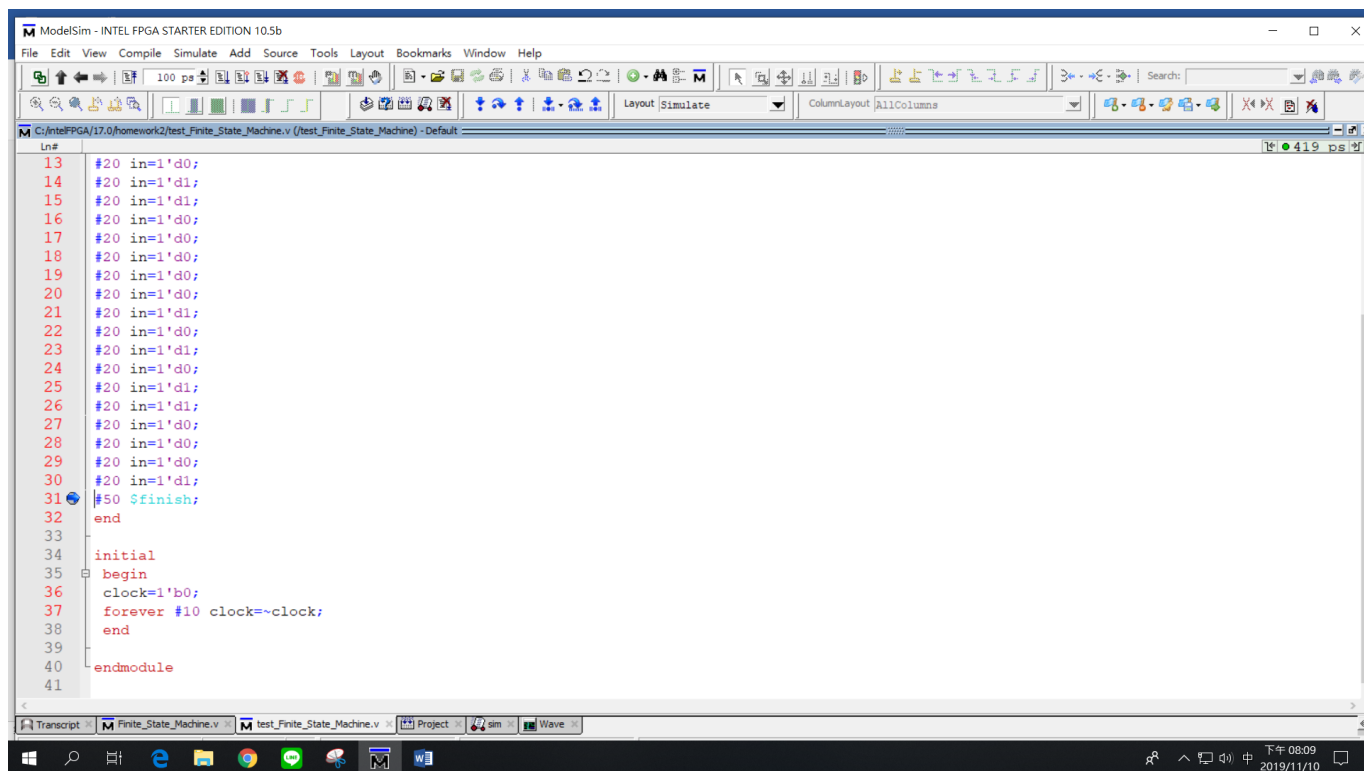 ModelSim - INTEL FPGA STARTER EDITION 10.5b
File Edit View Compile Simulate Add Source Tools Layout Bookmarks Window Help
100 ps Search:
Layout Simulate ColumnLayout AllColumns
C:/intelFPGA/17.0/homework2/test_Finite_State_Machine.v (/test_Finite_State_Machine) - Default
Ln# 419 ps
13 #20 in=1'd0;
14 #20 in=1'd1;
15 #20 in=1'd1;
16 #20 in=1'd0;
17 #20 in=1'd0;
18 #20 in=1'd0;
19 #20 in=1'd0;
20 #20 in=1'd0;
21 #20 in=1'd1;
22 #20 in=1'd0;
23 #20 in=1'd1;
24 #20 in=1'd0;
25 #20 in=1'd1;
26 #20 in=1'd1;
27 #20 in=1'd0;
28 #20 in=1'd0;
29 #20 in=1'd0;
30 #20 in=1'd1;
31 #50 $finish;
32 end
33
34 initial
35 begin
36 clock=1'b0;
37 forever #10 clock=~clock;
38 end
39
40 endmodule
41
Transcript Finite_State_Machine.v test_Finite_State_Machine.v Project sim Wave
中 下午 08:09
2019/11/10